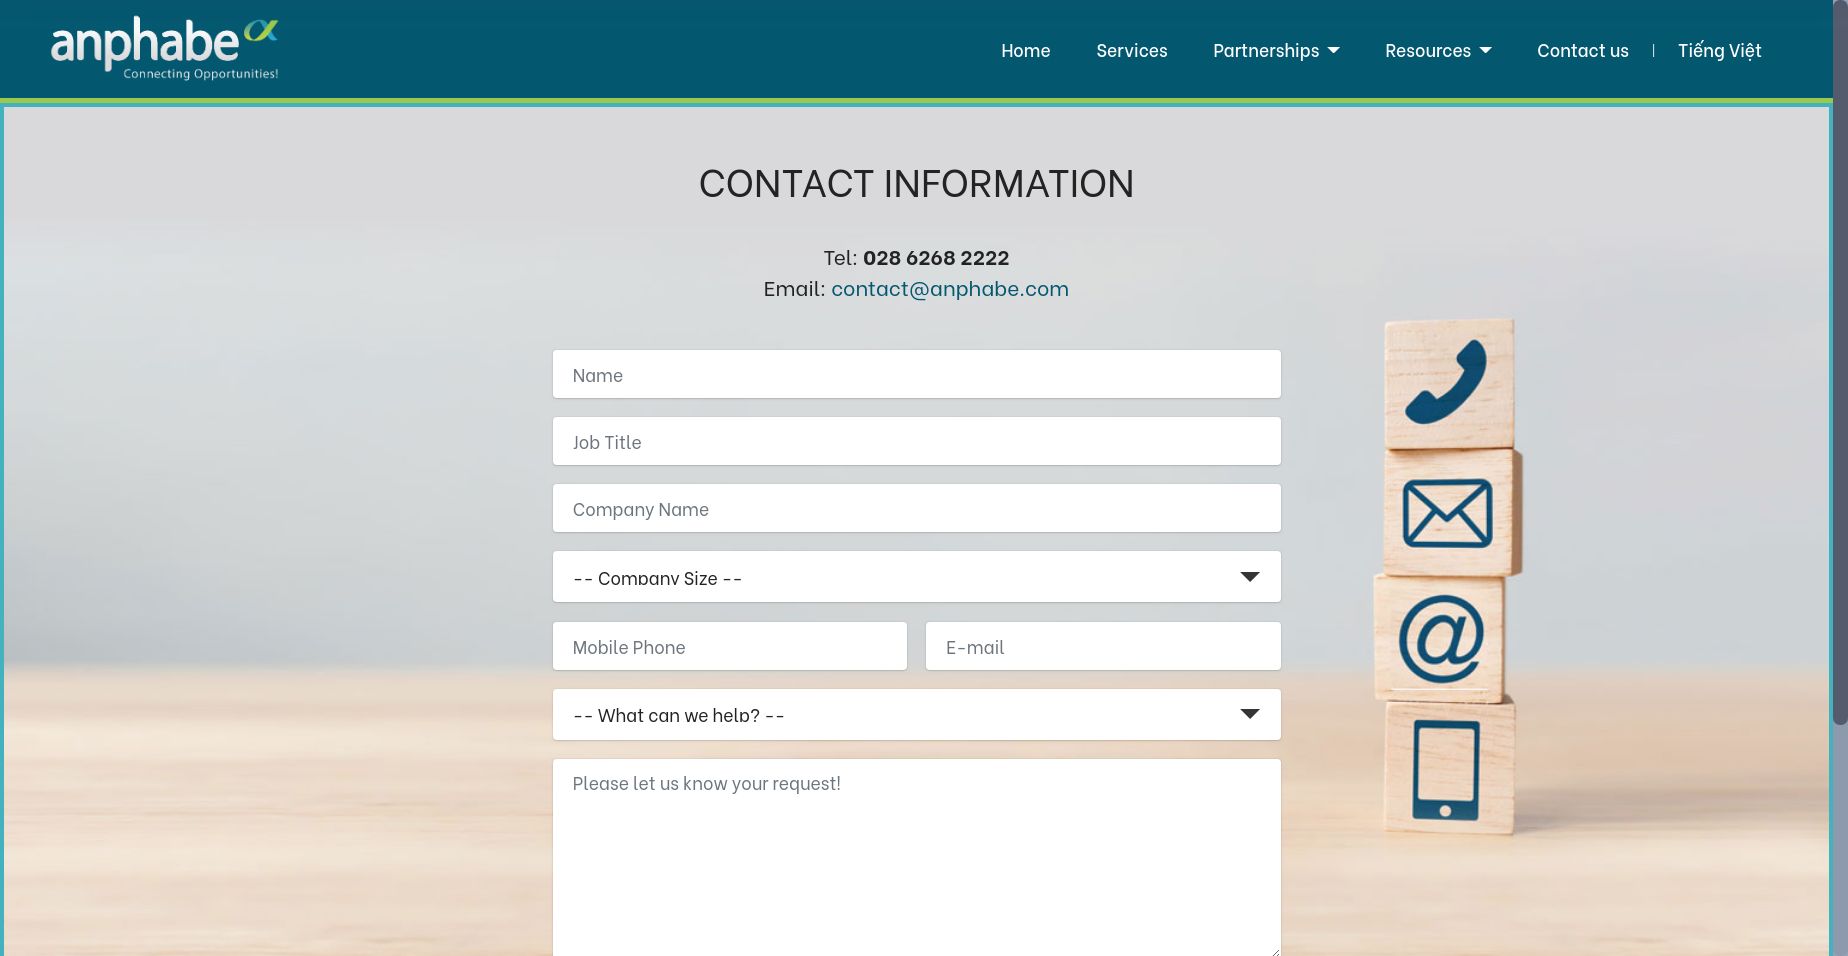 anphabe
Connecting Opportunities!
Home
Services
Partnerships
Resources
Contact us
Tiếng Việt
CONTACT INFORMATION
Tel: 028 6268 2222
Email: contact@anphabe.com
Name
Job Title
Company Name
-- Company Size --
Mobile Phone
E-mail
-- What can we help? --
Please let us know your request!